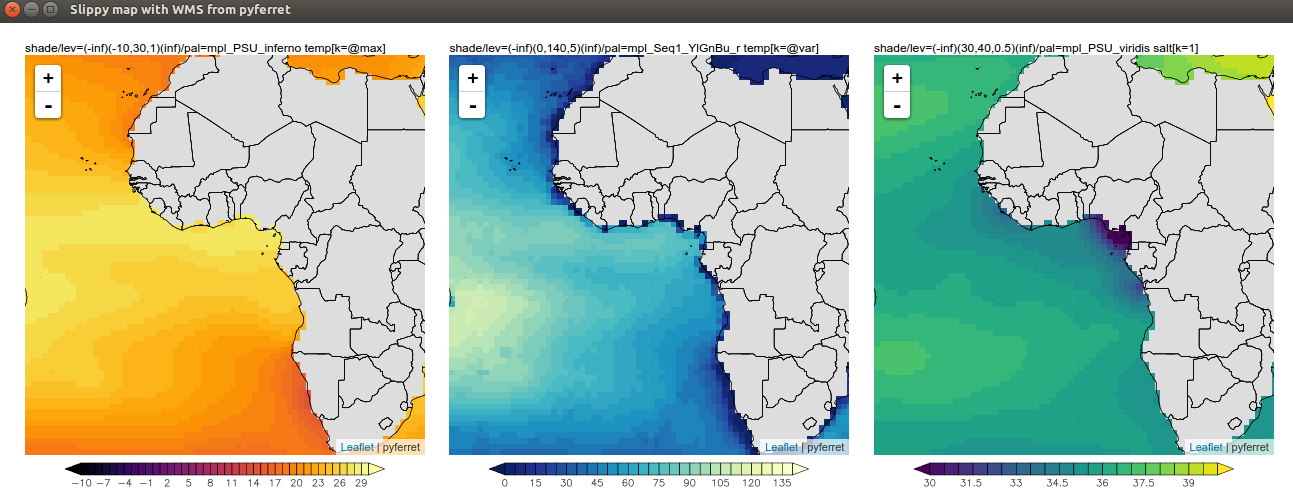 Slippy map with WMS from pyferret
shade/lev=(-inf)(-10,30,1)(inf)/pal=mpl_PSU_inferno temp[k=@max]
+
-
Leaflet | pyferret
−10 −7 −4 −1 2 5 8 11 14 17 20 23 26 29
shade/lev=(-inf)(0,140,5)(inf)/pal=mpl_Seq1_YlGnBu_r temp[k=@var]
+
-
Leaflet | pyferret
0 15 30 45 60 75 90 105 120 135
shade/lev=(-inf)(30,40,0.5)(inf)/pal=mpl_PSU_viridis salt[k=1]
+
-
Leaflet | pyferret
30 31.5 33 34.5 36 37.5 39